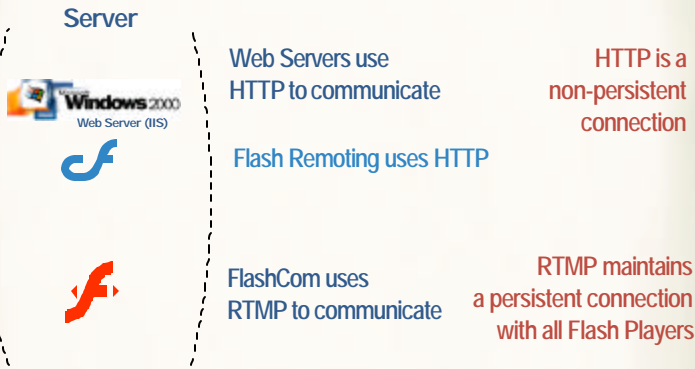 Server
Web Servers use
HTTP to communicate
HTTP is a
non-persistent
connection
Microsoft
Windows 2000
Web Server (IIS)
Flash Remoting uses HTTP
FlashCom uses
RTMP to communicate
RTMP maintains
a persistent connection
with all Flash Players